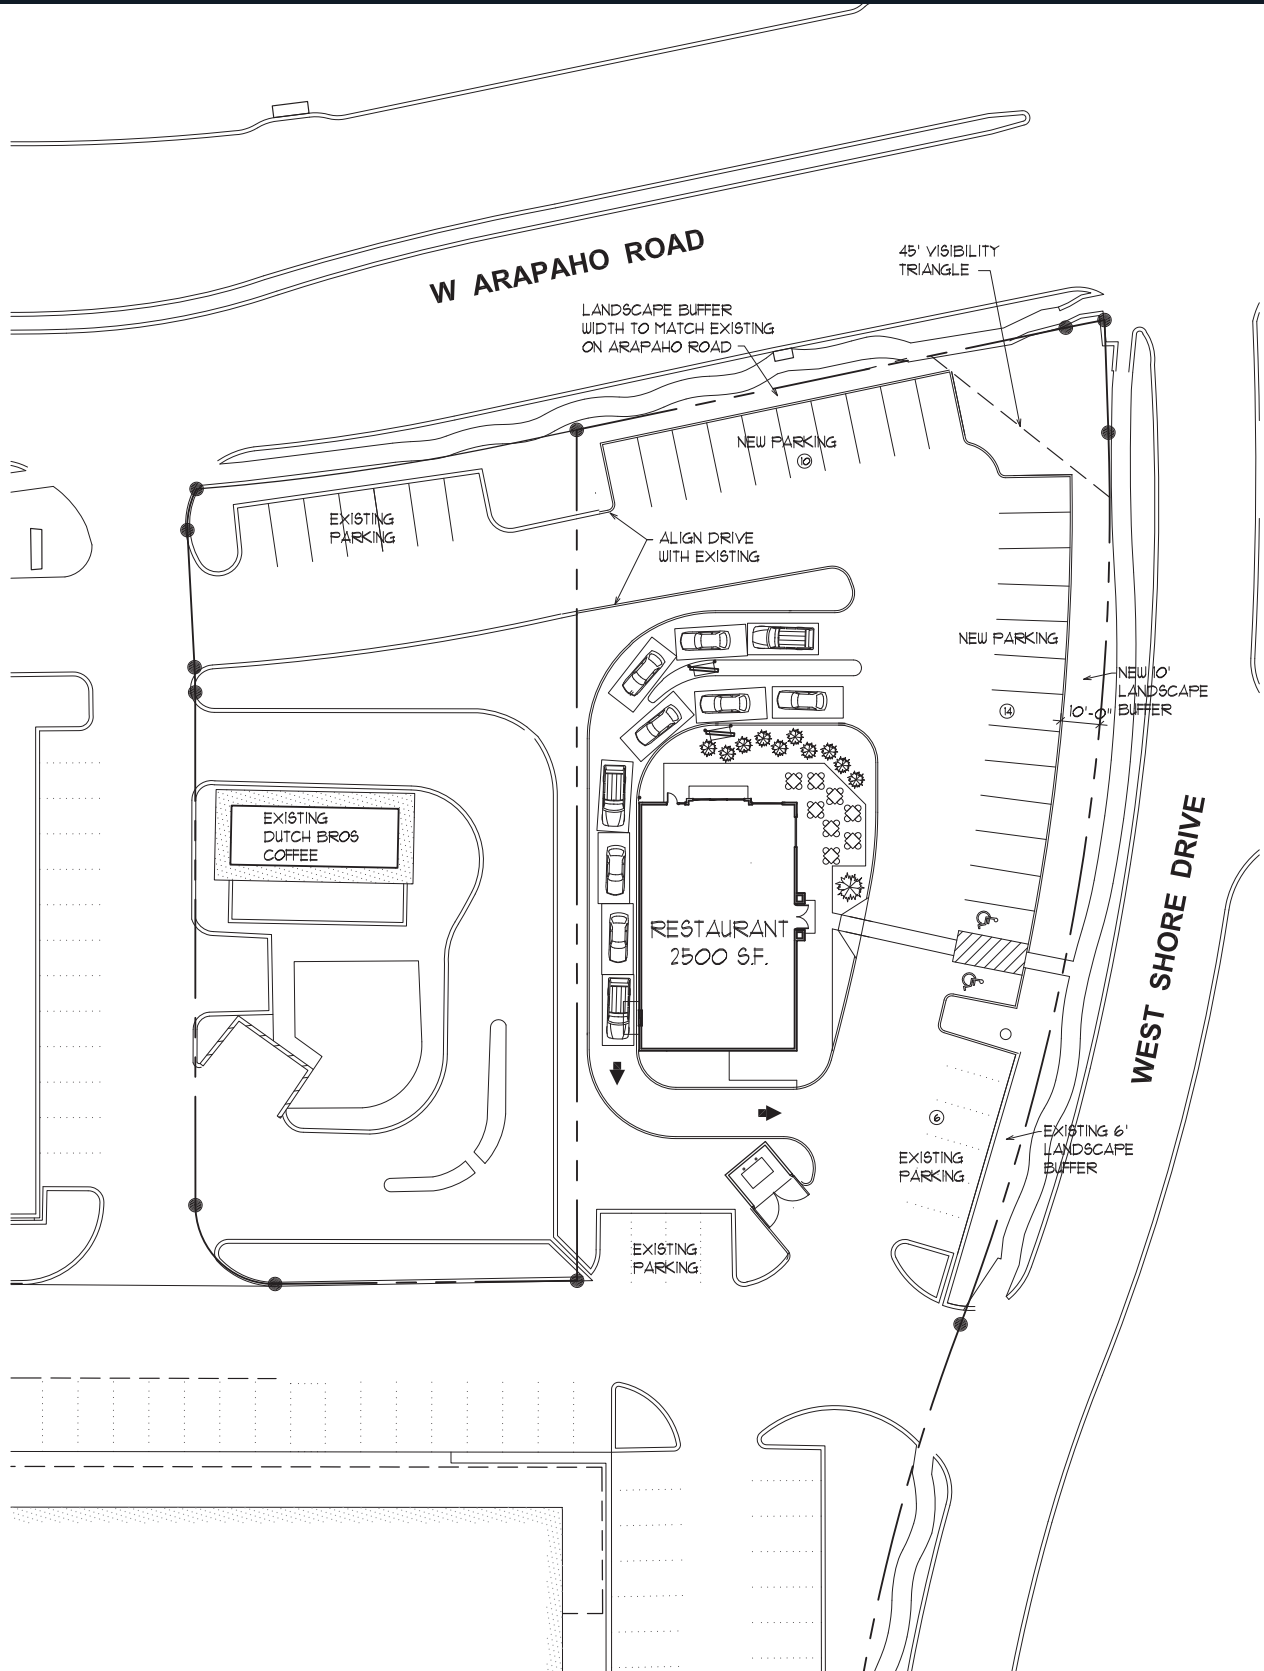 W ARAPAHO ROAD
45' VISIBILITY
TRIANGLE
LANDSCAPE BUFFER
WIDTH TO MATCH EXISTING
ON ARAPAHO ROAD
NEW PARKING
10
EXISTING
PARKING
ALIGN DRIVE
WITH EXISTING
NEW PARKING
14
NEW 10'
LANDSCAPE
BUFFER
10'-0"
EXISTING
DUTCH BROS
COFFEE
WEST SHORE DRIVE
RESTAURANT
2500 S.F.
6
EXISTING
PARKING
EXISTING 6'
LANDSCAPE
BUFFER
EXISTING
PARKING